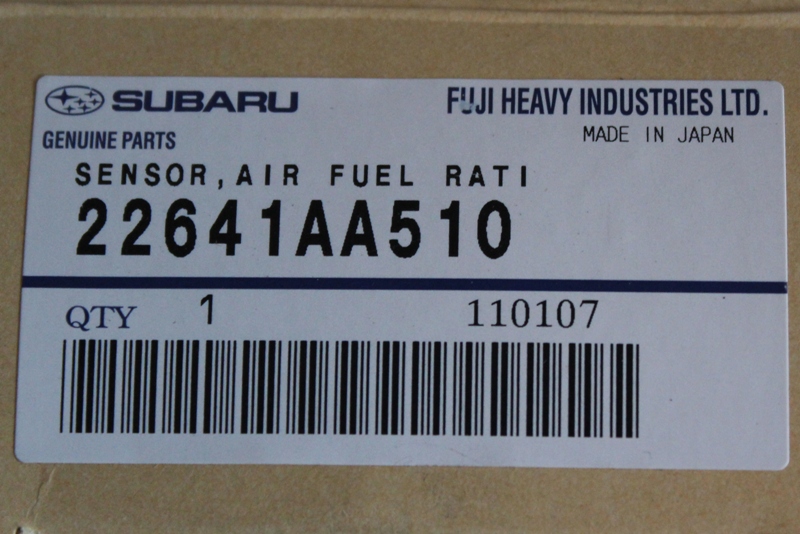 SUBARU
FUJI HEAVY INDUSTRIES LTD.
GENUINE PARTS
MADE IN JAPAN
SENSOR,AIR FUEL RATI
22641AA510
QTY 1 110107